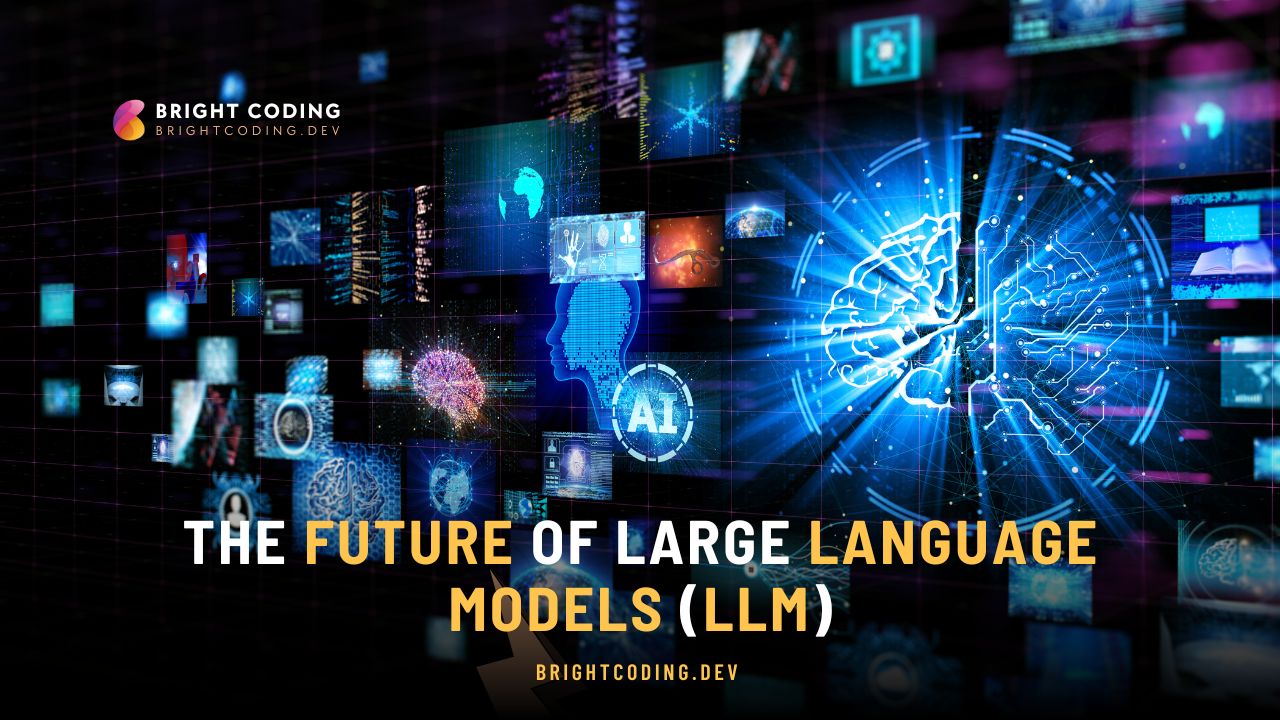 BRIGHT CODING
BRIGHTCODING.DEV
AI
THE FUTURE OF LARGE LANGUAGE
MODELS (LLM)
BRIGHTCODING.DEV